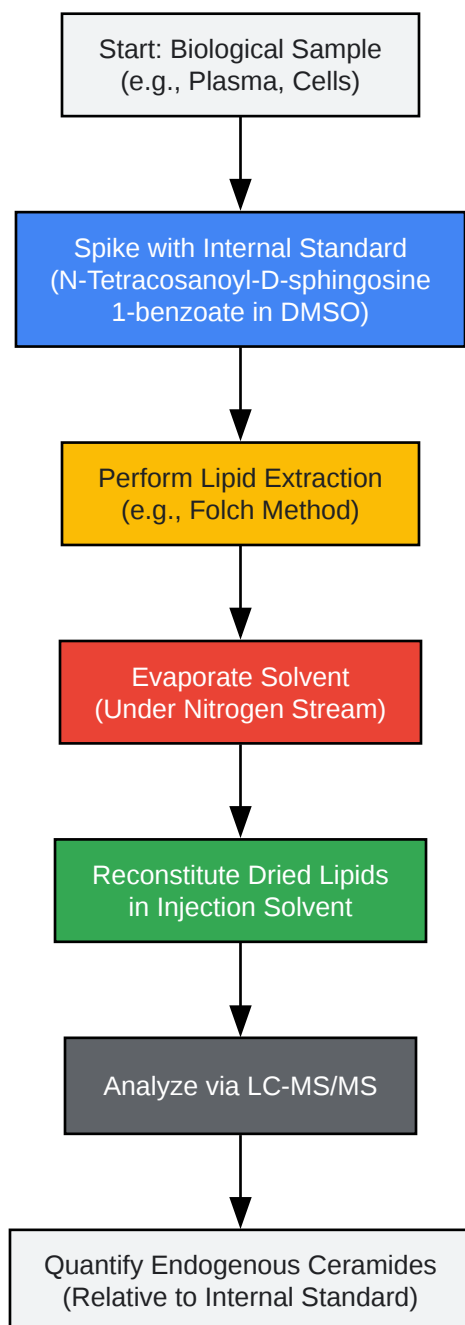 Start: Biological Sample
(e.g., Plasma, Cells)
Spike with Internal Standard
(N-Tetracosanoyl-D-sphingosine
1-benzoate in DMSO)
Perform Lipid Extraction
(e.g., Folch Method)
Evaporate Solvent
(Under Nitrogen Stream)
Reconstitute Dried Lipids
in Injection Solvent
Analyze via LC-MS/MS
Quantify Endogenous Ceramides
(Relative to Internal Standard)